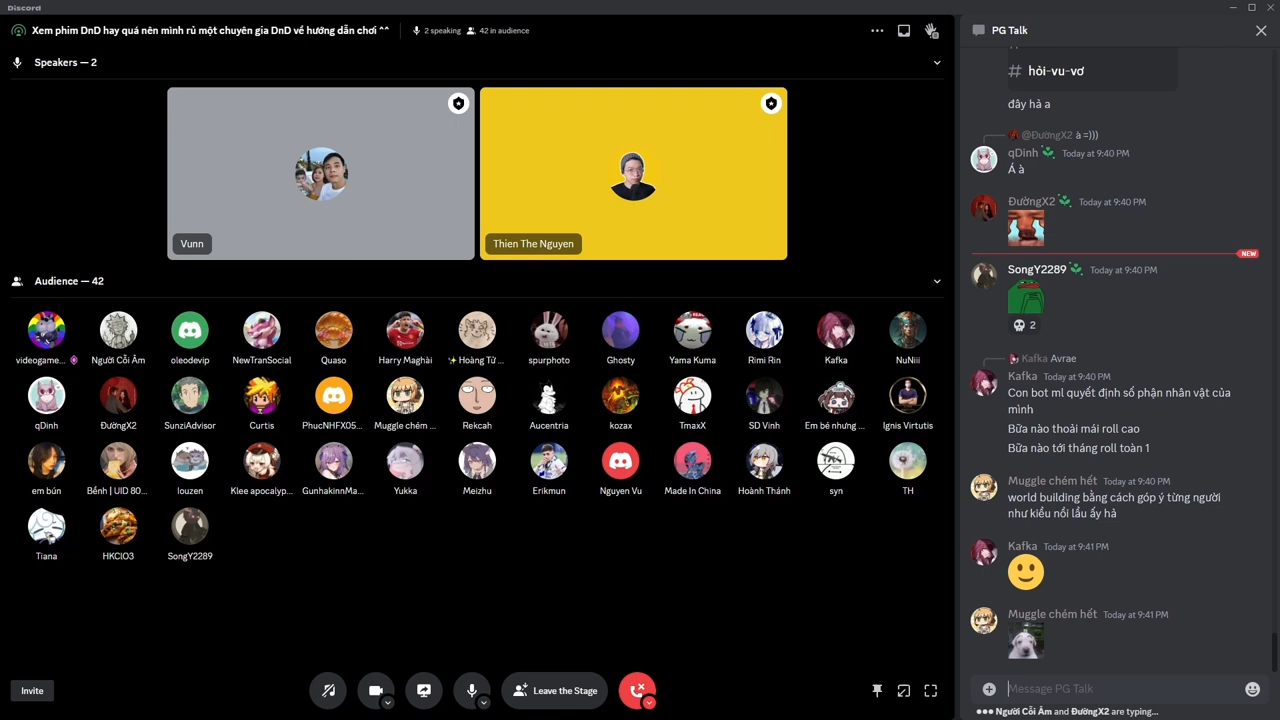 Discord
Xem phim DnD hay quá nên mình rủ một chuyên gia DnD về hướng dẫn chơi ^^
2 speaking
42 in audience
Speakers — 2
Vunn
Thien The Nguyen
Audience — 42
videogame...
Người Cõi Âm
oleodevip
NewTranSocial
Quaso
Harry Maghài
✨Hoàng Tử ...
spurphoto
Ghosty
Yama Kuma
Rimi Rin
Kafka
NuNiii
qDinh
ĐườngX2
SunziAdvisor
Curtis
PhucNHFX05...
Muggle chém ...
Rekcah
Aucentria
kozax
TmaxX
SD Vinh
Em bé nhưng ...
Ignis Virtutis
em bún
Bềnh | UID 80...
louzen
Klee apocalyp...
GunhakinnMa...
Yukka
Meizhu
Erikmun
Nguyen Vu
Made In China
Hoành Thánh
syn
TH
Tiana
HKClO3
SongY2289
Invite
Leave the Stage
PG Talk
# hỏi-vu-vơ
đây hà a
@ĐườngX2 à =)))
qDinh Today at 9:40 PM
Á à
ĐườngX2 Today at 9:40 PM
NEW
SongY2289 Today at 9:40 PM
2
Kafka Avrae
Kafka Today at 9:40 PM
Con bot ml quyết định số phận nhân vật của
mình
Bữa nào thoải mái roll cao
Bữa nào tới tháng roll toàn 1
Muggle chém hết Today at 9:40 PM
world building bằng cách góp ý từng người
như kiểu nồi lẩu ấy hả
Kafka Today at 9:41 PM
Muggle chém hết Today at 9:41 PM
Message PG Talk
Người Cõi Âm and ĐườngX2 are typing...